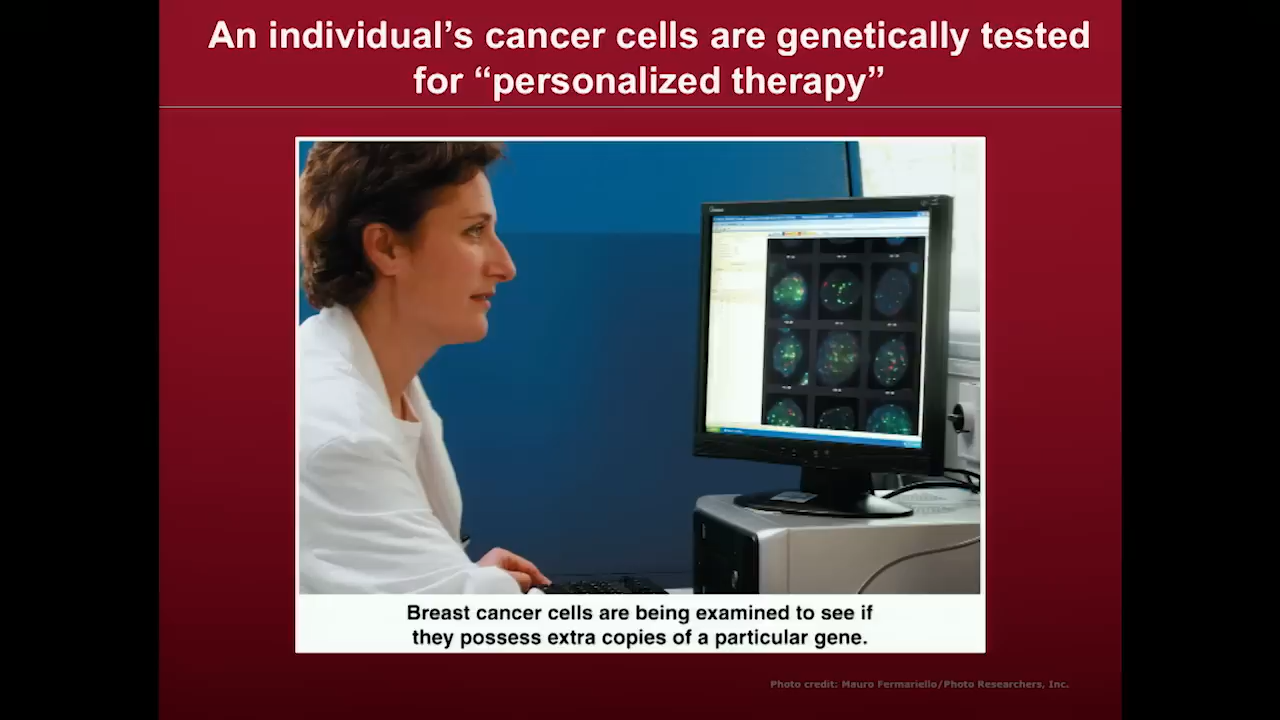 An individual’s cancer cells are genetically tested
for “personalized therapy”
Breast cancer cells are being examined to see if
they possess extra copies of a particular gene.
Photo credit: Mauro Fermariello/Photo Researchers, Inc.